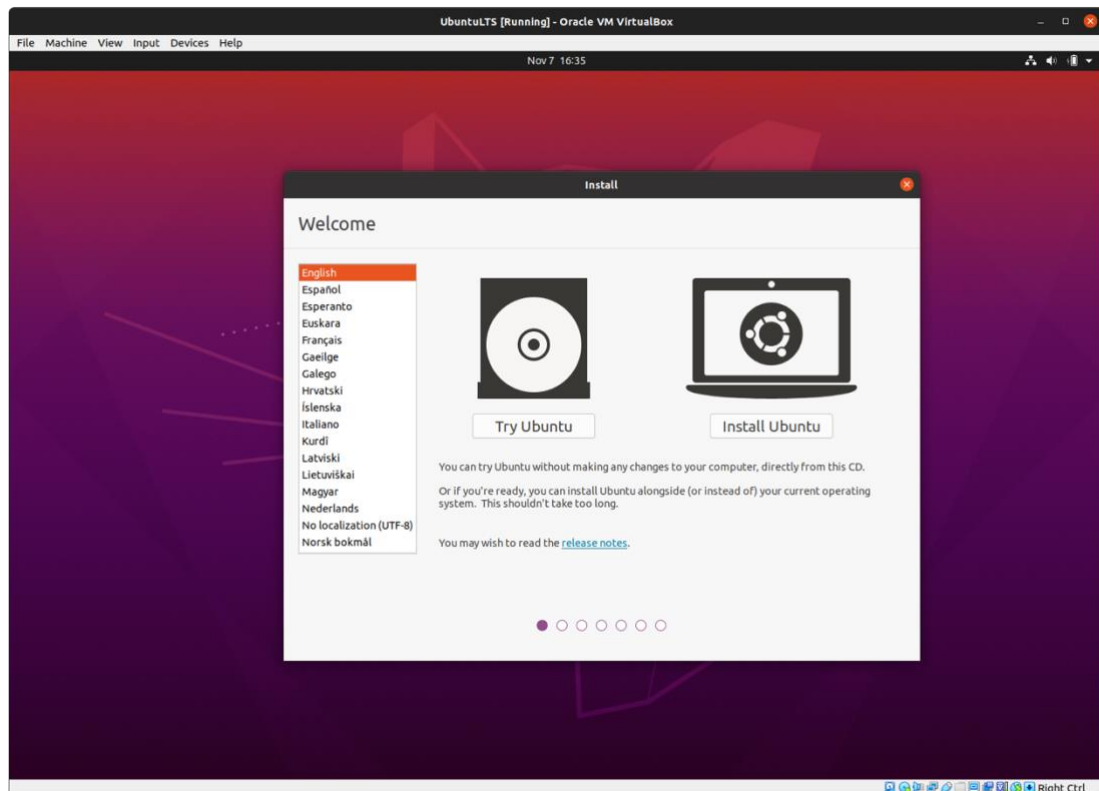 UbuntuLTS [Running] - Oracle VM VirtualBox
File Machine View Input Devices Help
Nov 7 16:35
Install
Welcome
English
Español
Esperanto
Euskara
Français
Gaeilge
Galego
Hrvatski
Íslenska
Italiano
Kurdî
Latviski
Lietuviškai
Magyar
Nederlands
No localization (UTF-8)
Norsk bokmål
Try Ubuntu
Install Ubuntu
You can try Ubuntu without making any changes to your computer, directly from this CD.
Or if you're ready, you can install Ubuntu alongside (or instead of) your current operating
system. This shouldn't take too long.
You may wish to read the release notes.
Right Ctrl